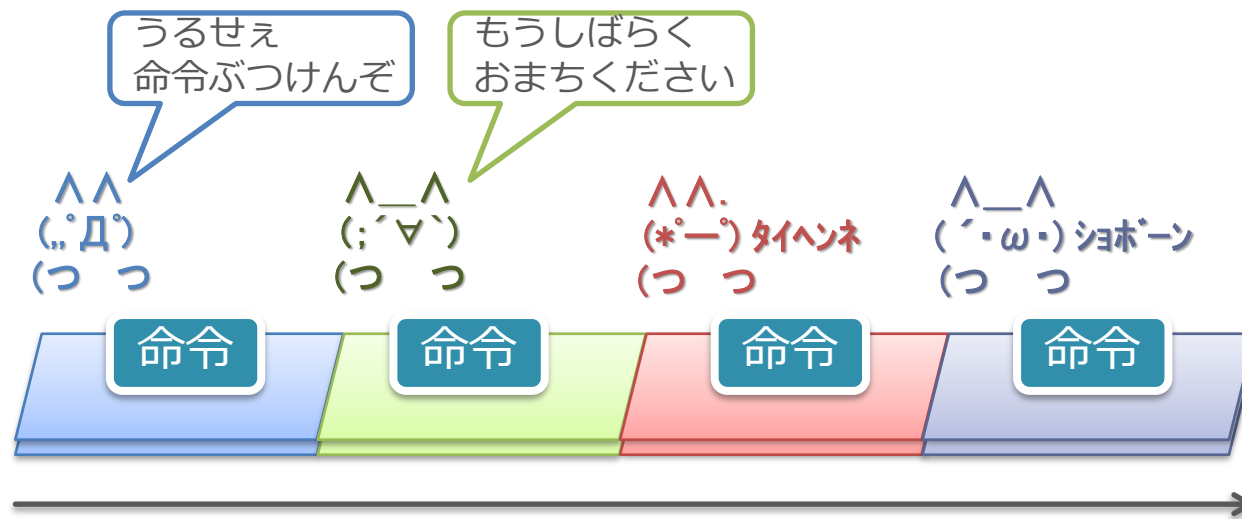 うるせぇ
命令ぶつけんぞ
もうしばらく
おまちください
∧∧
(,,ﾟДﾟ)
(つ　つ
∧＿∧
(;´∀`)
(つ　つ
∧∧.
(*ﾟーﾟ) ﾀｲﾍﾝﾈ
(つ　つ
∧＿∧
(´・ω・) ｼｮﾎﾞｰﾝ
(つ　つ
命令
命令
命令
命令